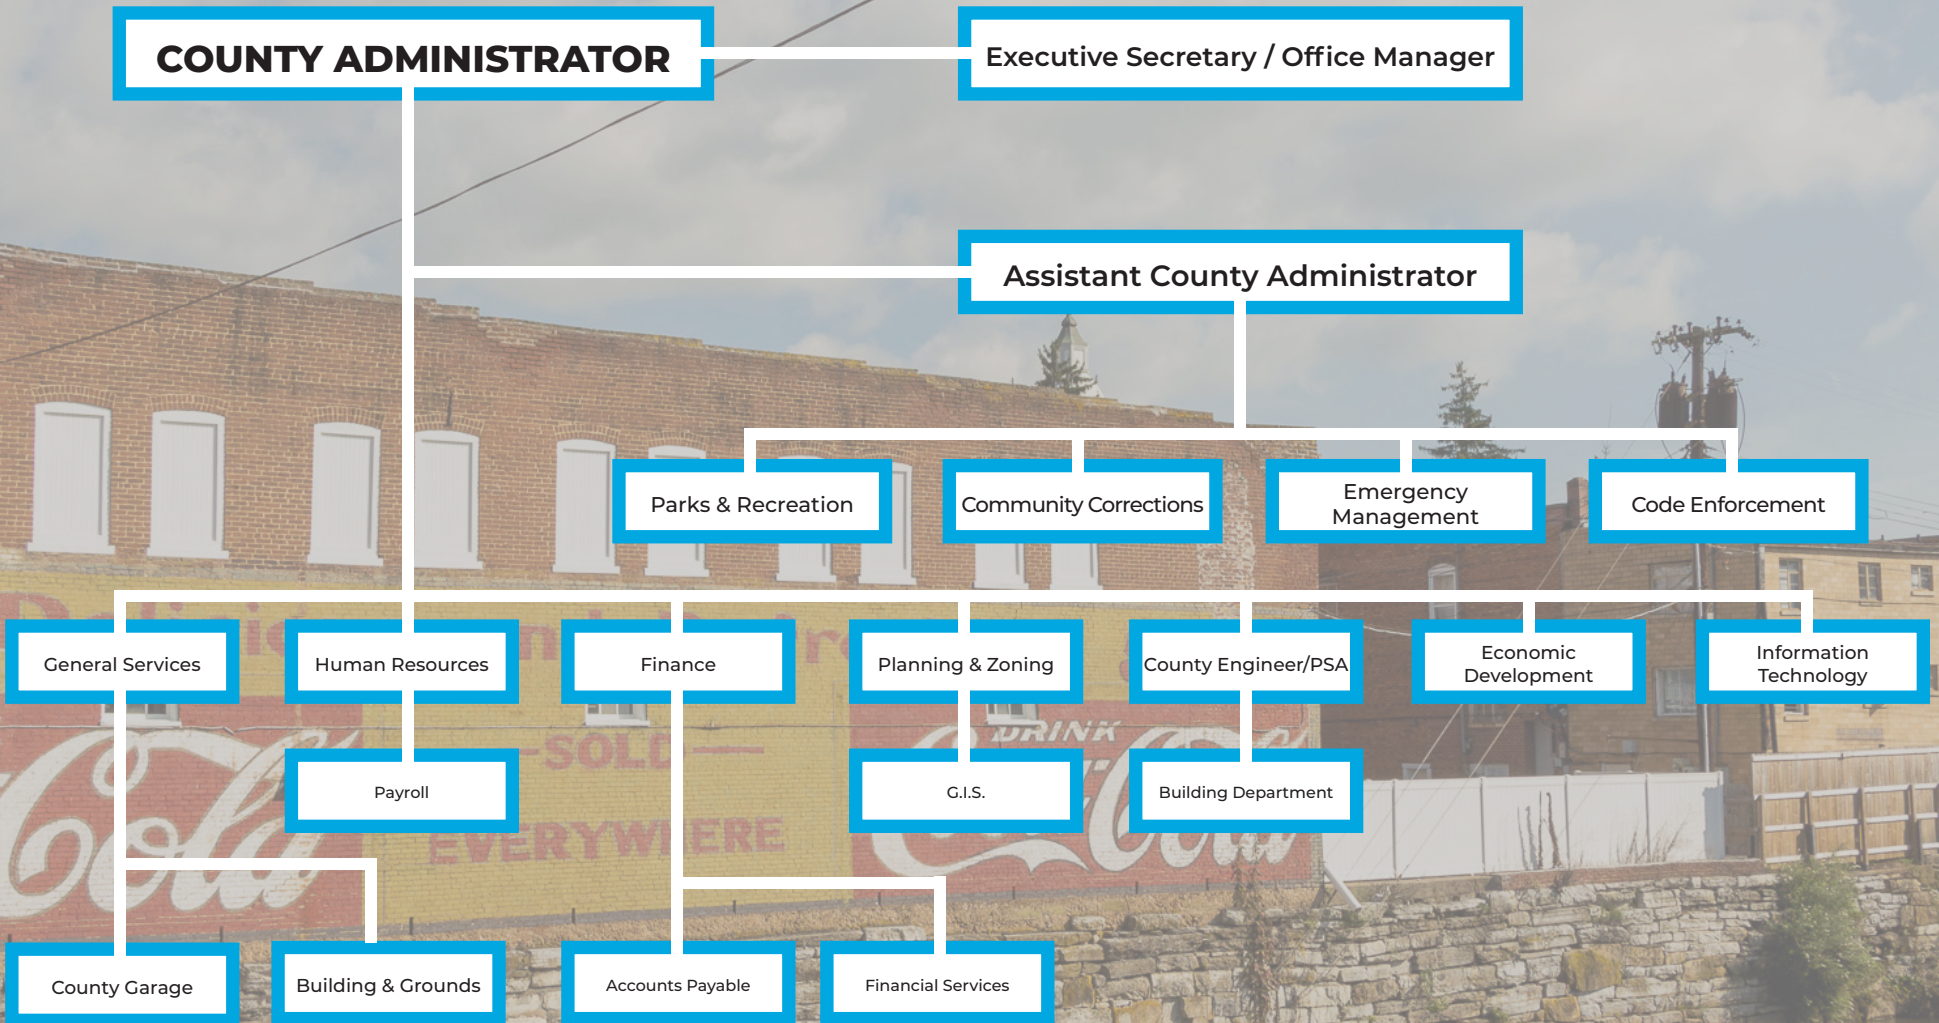 COUNTY ADMINISTRATOR
Executive Secretary / Office Manager
Assistant County Administrator
Parks & Recreation
Community Corrections
Emergency
Management
Code Enforcement
General Services
Human Resources
Finance
Planning & Zoning
County Engineer/PSA
Economic
Development
Information
Technology
Payroll
G.I.S.
Building Department
County Garage
Building & Grounds
Accounts Payable
Financial Services
DRINK
SOLD
EVERYWHERE
Cola